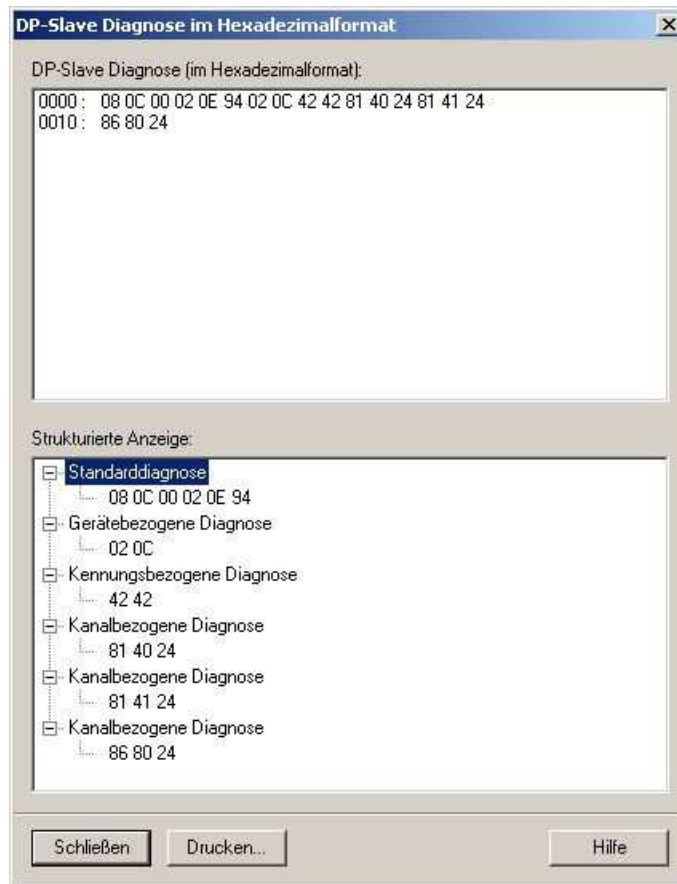 DP-Slave Diagnose im Hexadezimalformat
DP-Slave Diagnose (im Hexadezimalformat):
0000 : 08 0C 00 02 0E 94 02 0C 42 42 81 40 24 81 41 24
0010 : 86 80 24
Strukturierte Anzeige:
Standarddiagnose
08 0C 00 02 0E 94
Gerätebezogene Diagnose
02 0C
Kennungsbezogene Diagnose
42 42
Kanalbezogene Diagnose
81 40 24
Kanalbezogene Diagnose
81 41 24
Kanalbezogene Diagnose
86 80 24
Schließen Drucken... Hilfe